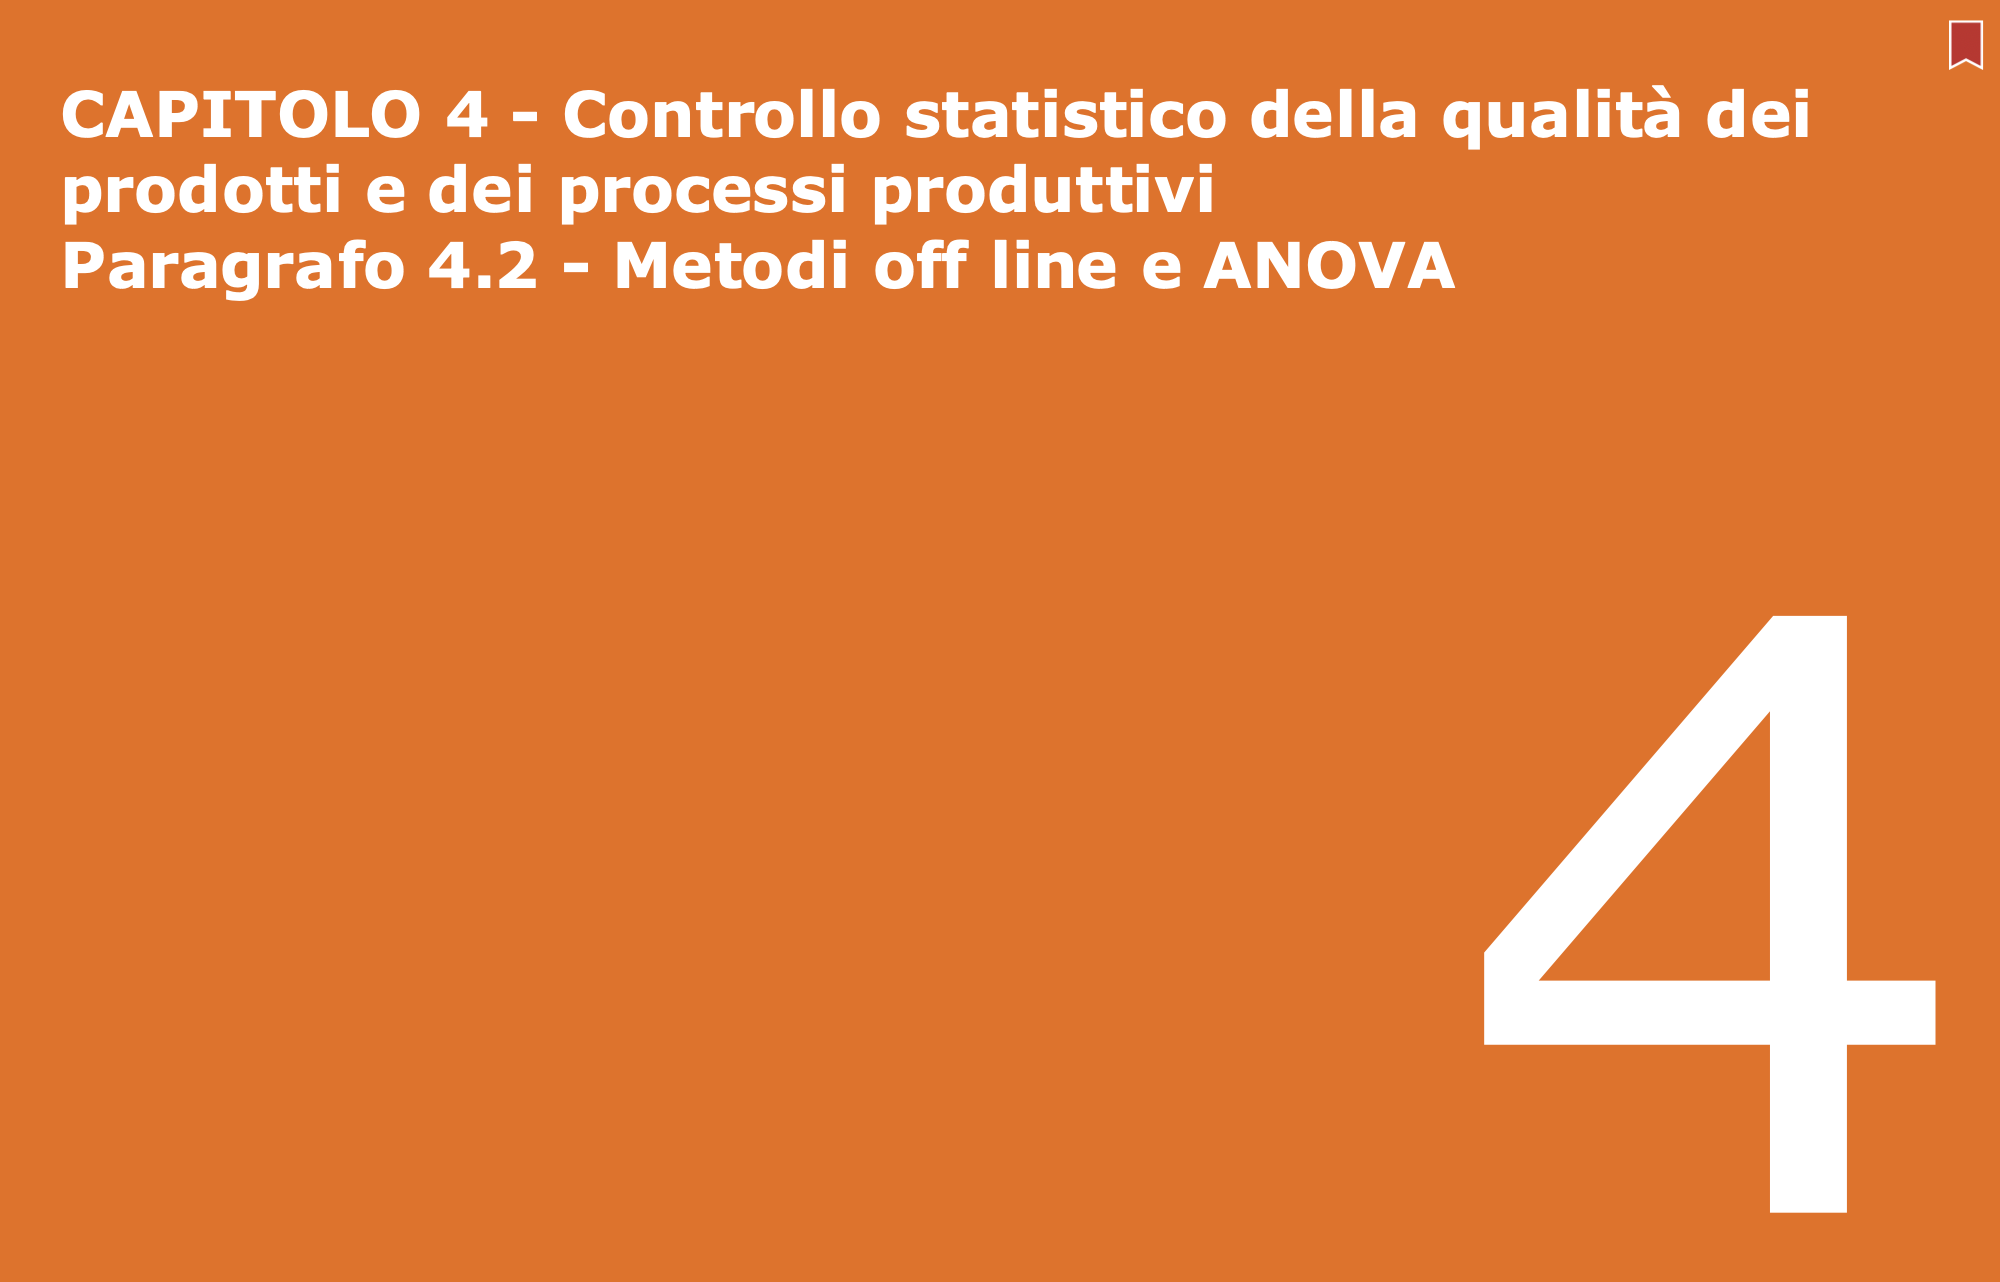 CAPITOLO 4 - Controllo statistico della qualità dei
prodotti e dei processi produttivi
Paragrafo 4.2 - Metodi off line e ANOVA
4